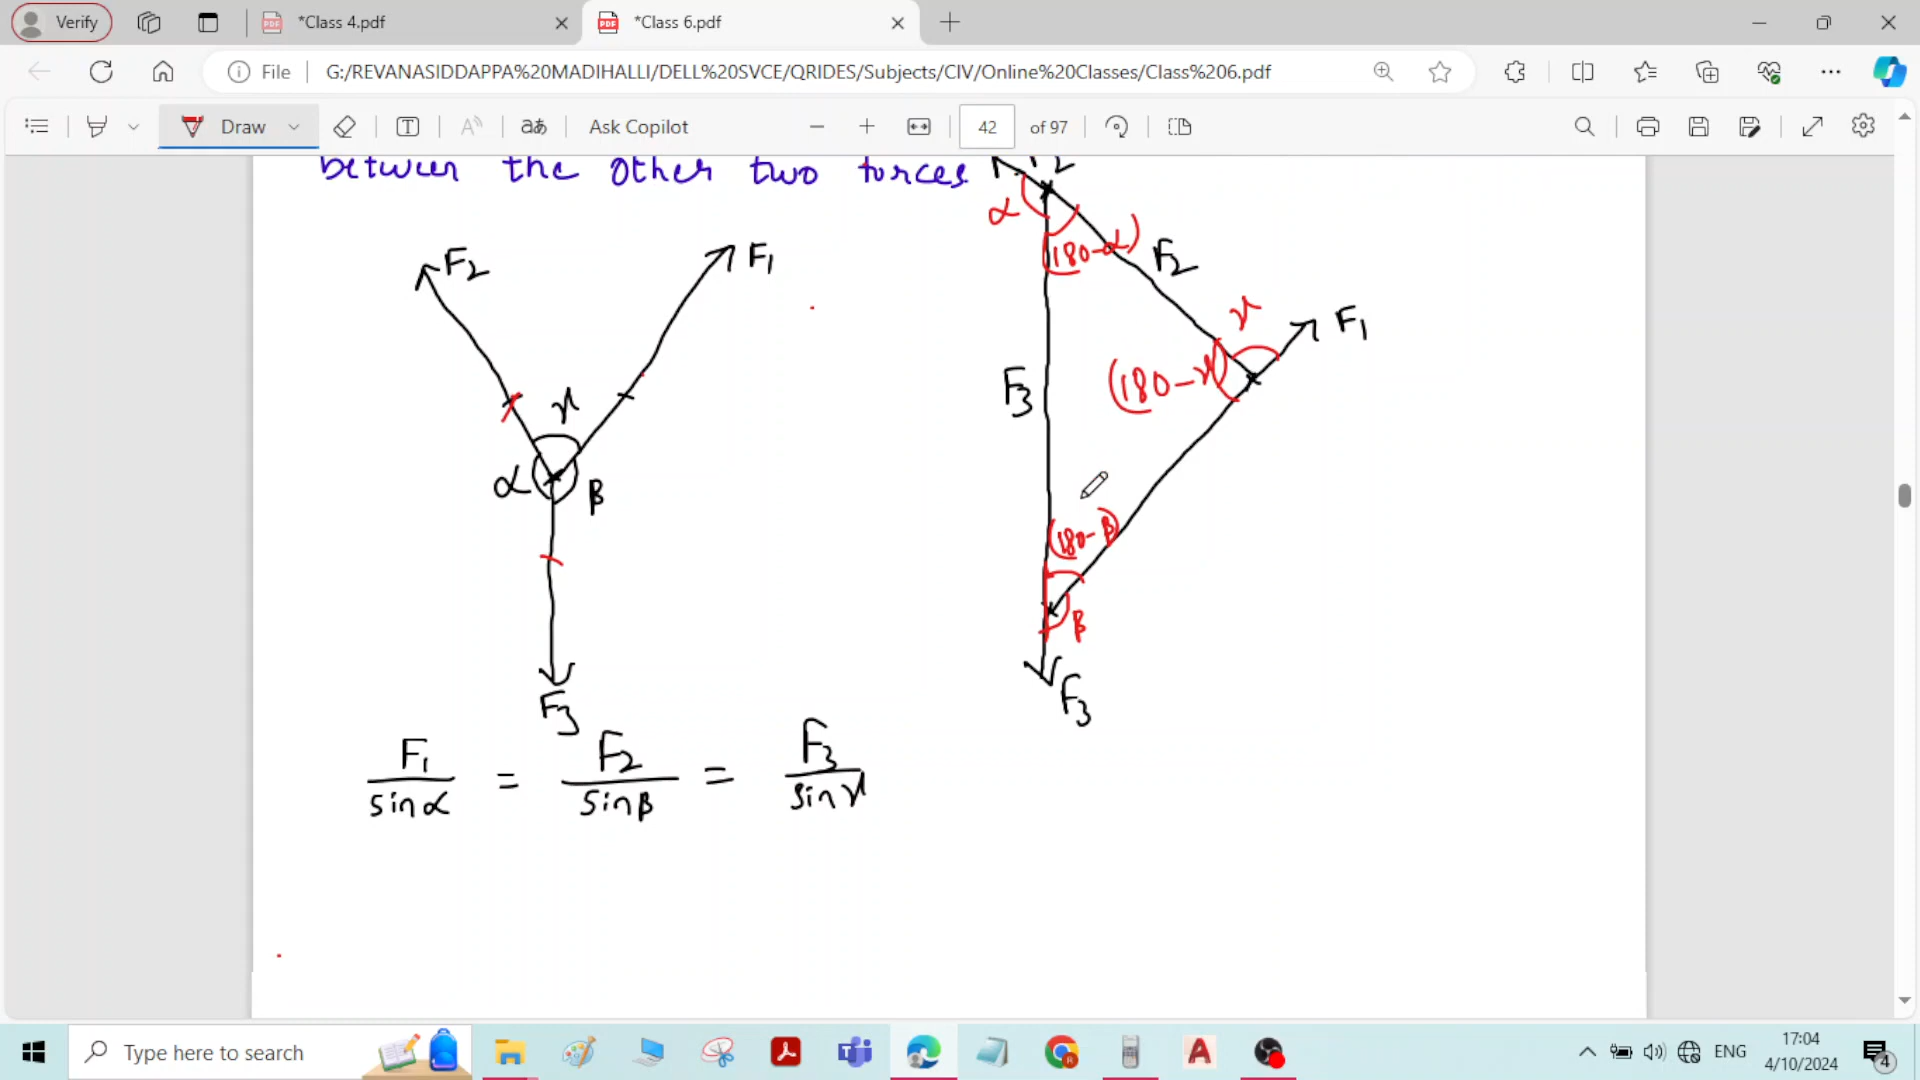 Verify
*Class 4.pdf
*Class 6.pdf
File
G:/REVANASIDDAPPA%20MADIHALLI/DELL%20SVCE/QRIDES/Subjects/CIV/Online%20Classes/Class%206.pdf
Draw
Ask Copilot
42 of 97
between the other two forces
F2
α
(180-α)
F2
F2
F1
γ
F1
(180-γ)
F3
γ
α
β
(180-β)
β
F3
F3
F1/sinα = F2/sinβ = F3/sinγ
Type here to search
ENG
17:04
4/10/2024
4